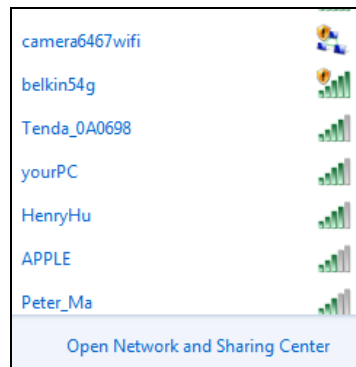 camera6467wifi
belkin54g
Tenda_0A0698
yourPC
HenryHu
APPLE
Peter_Ma
Open Network and Sharing Center